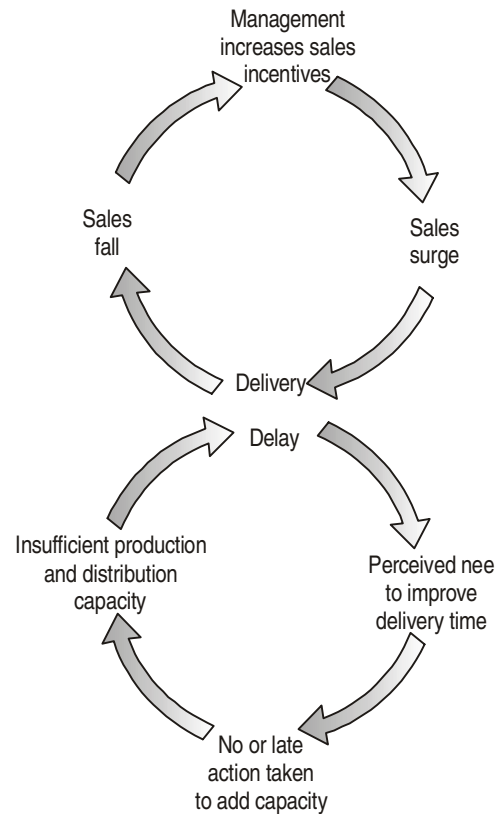 Management
increases sales
incentives
Sales
fall
Sales
surge
Delivery
Delay
Insufficient production
and distribution
capacity
Perceived nee
to improve
delivery time
No or late
action taken
to add capacity